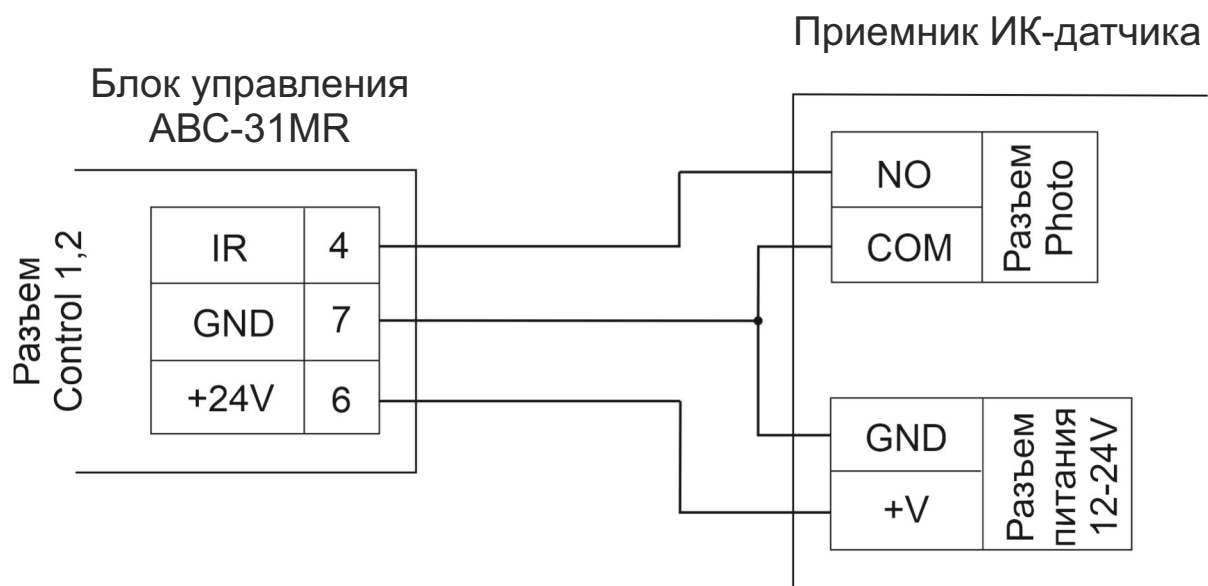 Приемник ИК-датчика
Блок управления
АВС-31MR
Разъем
Control 1,2
IR 4
GND 7
+24V 6
NO
COM
Разъем
Photo
GND
+V
Разъем
питания
12-24V